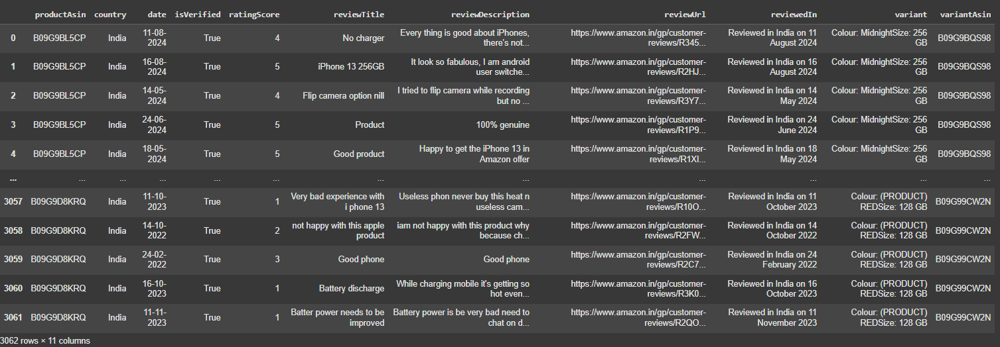 productAsin country date isVerified ratingScore reviewTitle reviewDescription reviewUrl reviewedIn variant variantAsin
0 B09G9BL5CP India 11-08-2024 True 4 No charger Every thing is good about iPhones, there's not... https://www.amazon.in/gp/customer-reviews/R345... Reviewed in India on 11 August 2024 Colour: MidnightSize: 256 GB B09G9BQS98
1 B09G9BL5CP India 16-08-2024 True 5 iPhone 13 256GB It look so fabulous, I am android user switche... https://www.amazon.in/gp/customer-reviews/R2HJ... Reviewed in India on 16 August 2024 Colour: MidnightSize: 256 GB B09G9BQS98
2 B09G9BL5CP India 14-05-2024 True 4 Flip camera option nill I tried to flip camera while recording but no ... https://www.amazon.in/gp/customer-reviews/R3Y7... Reviewed in India on 14 May 2024 Colour: MidnightSize: 256 GB B09G9BQS98
3 B09G9BL5CP India 24-06-2024 True 5 Product 100% genuine https://www.amazon.in/gp/customer-reviews/R1P9... Reviewed in India on 24 June 2024 Colour: MidnightSize: 256 GB B09G9BQS98
4 B09G9BL5CP India 18-05-2024 True 5 Good product Happy to get the iPhone 13 in Amazon offer https://www.amazon.in/gp/customer-reviews/R1XI... Reviewed in India on 18 May 2024 Colour: MidnightSize: 256 GB B09G9BQS98
... ... ... ... ... ... ... ... ... ... ... ...
3057 B09G9D8KRQ India 11-10-2023 True 1 Very bad experience with i phone 13 Useless phon never buy this heat n useless cam... https://www.amazon.in/gp/customer-reviews/R10O... Reviewed in India on 11 October 2023 Colour: (PRODUCT) REDSize: 128 GB B09G99CW2N
3058 B09G9D8KRQ India 14-10-2022 True 2 not happy with this apple product iam not happy with this product why because ch... https://www.amazon.in/gp/customer-reviews/R2FW... Reviewed in India on 14 October 2022 Colour: (PRODUCT) REDSize: 128 GB B09G99CW2N
3059 B09G9D8KRQ India 24-02-2022 True 3 Good phone Good phone https://www.amazon.in/gp/customer-reviews/R2C7... Reviewed in India on 24 February 2022 Colour: (PRODUCT) REDSize: 128 GB B09G99CW2N
3060 B09G9D8KRQ India 16-10-2023 True 1 Battery discharge While charging mobile it's getting so hot even... https://www.amazon.in/gp/customer-reviews/R3K0... Reviewed in India on 16 October 2023 Colour: (PRODUCT) REDSize: 128 GB B09G99CW2N
3061 B09G9D8KRQ India 11-11-2023 True 1 Batter power needs to be improved Battery power is be very bad need to chat on d... https://www.amazon.in/gp/customer-reviews/R2QO... Reviewed in India on 11 November 2023 Colour: (PRODUCT) REDSize: 128 GB B09G99CW2N
3062 rows × 11 columns